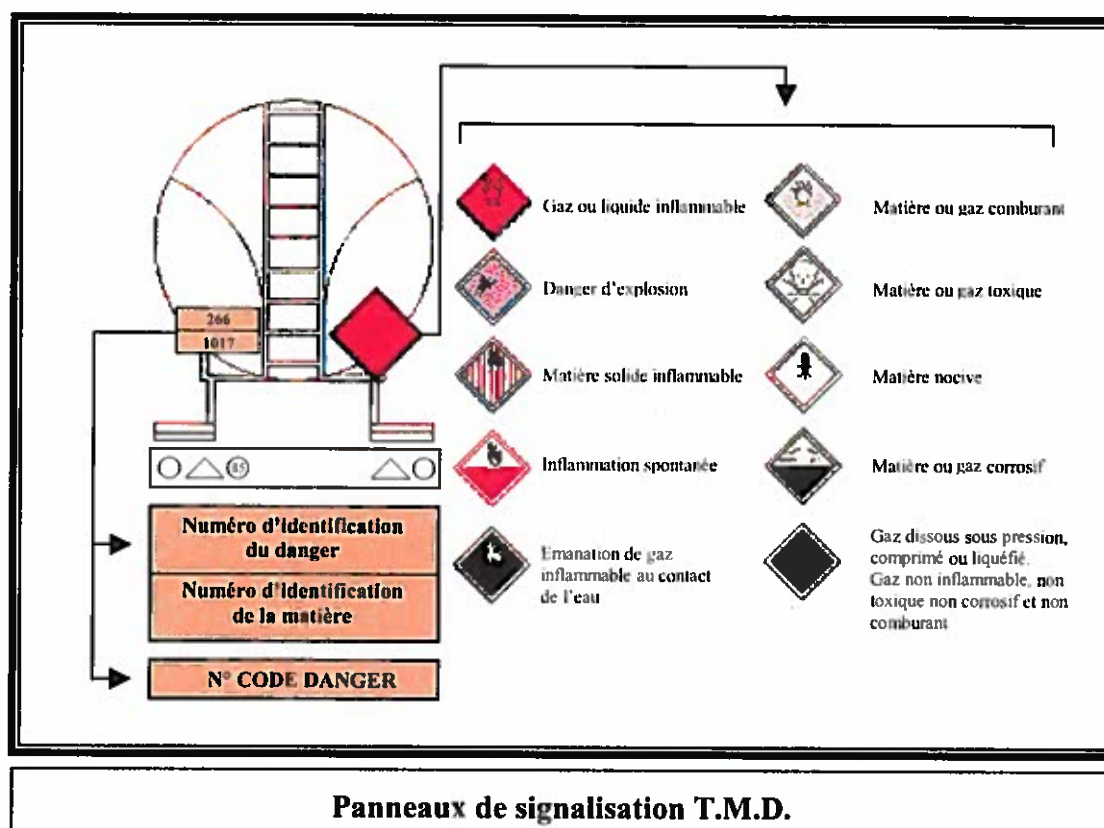 Gaz ou liquide inflammable
Matière ou gaz comburant
Danger d'explosion
Matière ou gaz toxique
266
1017
Matière solide inflammable
Matière nocive
85
Inflammation spontanée
Matière ou gaz corrosif
Numéro d'identification
du danger
Numéro d'identification
de la matière
N° CODE DANGER
Emanation de gaz
inflammable au contact
de l'eau
Gaz dissous sous pression,
comprimé ou liquéfié.
Gaz non inflammable, non
toxique non corrosif et non
comburant
Panneaux de signalisation T.M.D.